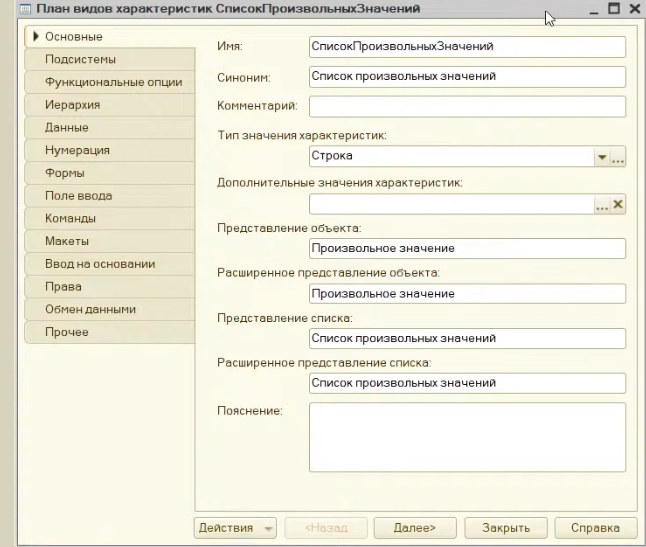 План видов характеристик СписокПроизвольныхЗначений
Основные
Подсистемы
Функциональные опции
Иерархия
Данные
Нумерация
Формы
Поле ввода
Команды
Макеты
Ввод на основании
Права
Обмен данными
Прочее
Имя: СписокПроизвольныхЗначений
Синоним: Список произвольных значений
Комментарий:
Тип значения характеристик:
Строка
Дополнительные значения характеристик:
Представление объекта:
Произвольное значение
Расширенное представление объекта:
Произвольное значение
Представление списка:
Список произвольных значений
Расширенное представление списка:
Список произвольных значений
Пояснение:
Действия <Назад Далее> Закрыть Справка